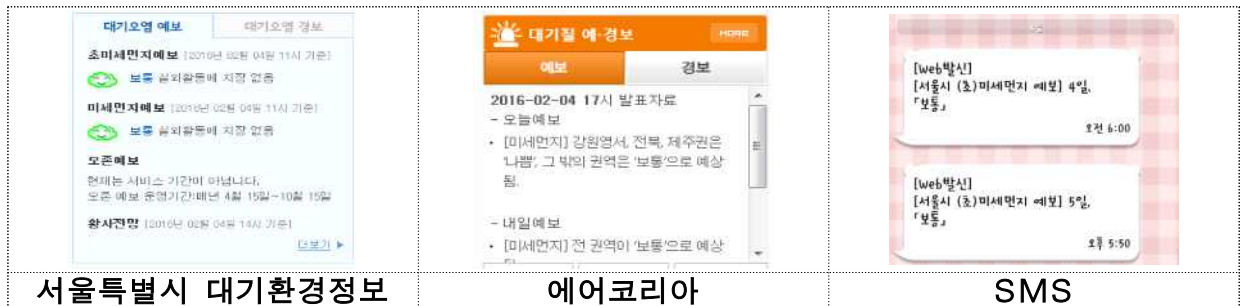 대기오염 예보 대기오염 경보
초미세먼지예보 (2016년 02월 04일 11시 기준)
보통 실외활동에 지장 없음
미세먼지예보 (2016년 02월 04일 11시 기준)
보통 실외활동에 지장 없음
오존예보
현재는 서비스 기간이 아닙니다.
오존 예보 운영기간:매년 4월 15일~10월 15일
황사전망 (2016년 02월 04일 14시 기준)
더보기 ▶
대기질 예·경보 MORE
예보 경보
2016-02-04 17시 발표자료
- 오늘예보
• [미세먼지] 강원영서, 전북, 제주권은
'나쁨', 그 밖의 권역은 '보통'으로 예상
됨.
- 내일예보
• [미세먼지] 전 권역이 '보통'으로 예상
[Web발신]
[서울시 (초)미세먼지 예보] 4일,
「보통」
오전 6:00
[Web발신]
[서울시 (초)미세먼지 예보] 5일,
「보통」
오후 5:50
서울특별시 대기환경정보 에어코리아 SMS